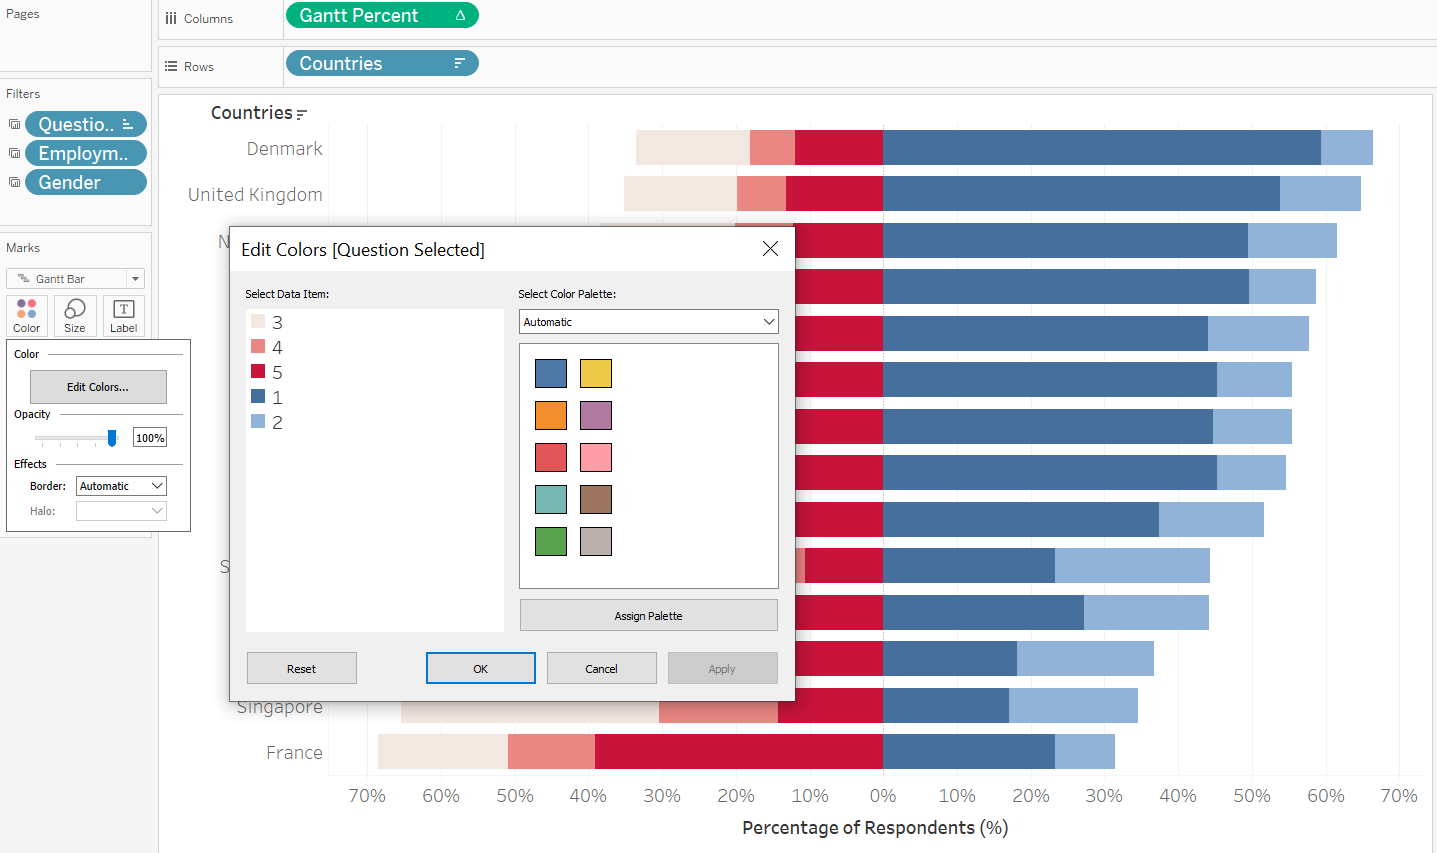 Pages
Columns
Gantt Percent
Rows
Countries
Filters
Questio..
Employm..
Gender
Marks
Gantt Bar
Color
Size
Label
Color
Edit Colors...
Opacity
100%
Effects
Border:
Automatic
Halo:
Countries
Denmark
United Kingdom
N
S
Singapore
France
Edit Colors [Question Selected]
Select Data Item:
3
4
5
1
2
Select Color Palette:
Automatic
Assign Palette
Reset
OK
Cancel
Apply
70% 60% 50% 40% 30% 20% 10% 0% 10% 20% 30% 40% 50% 60% 70%
Percentage of Respondents (%)